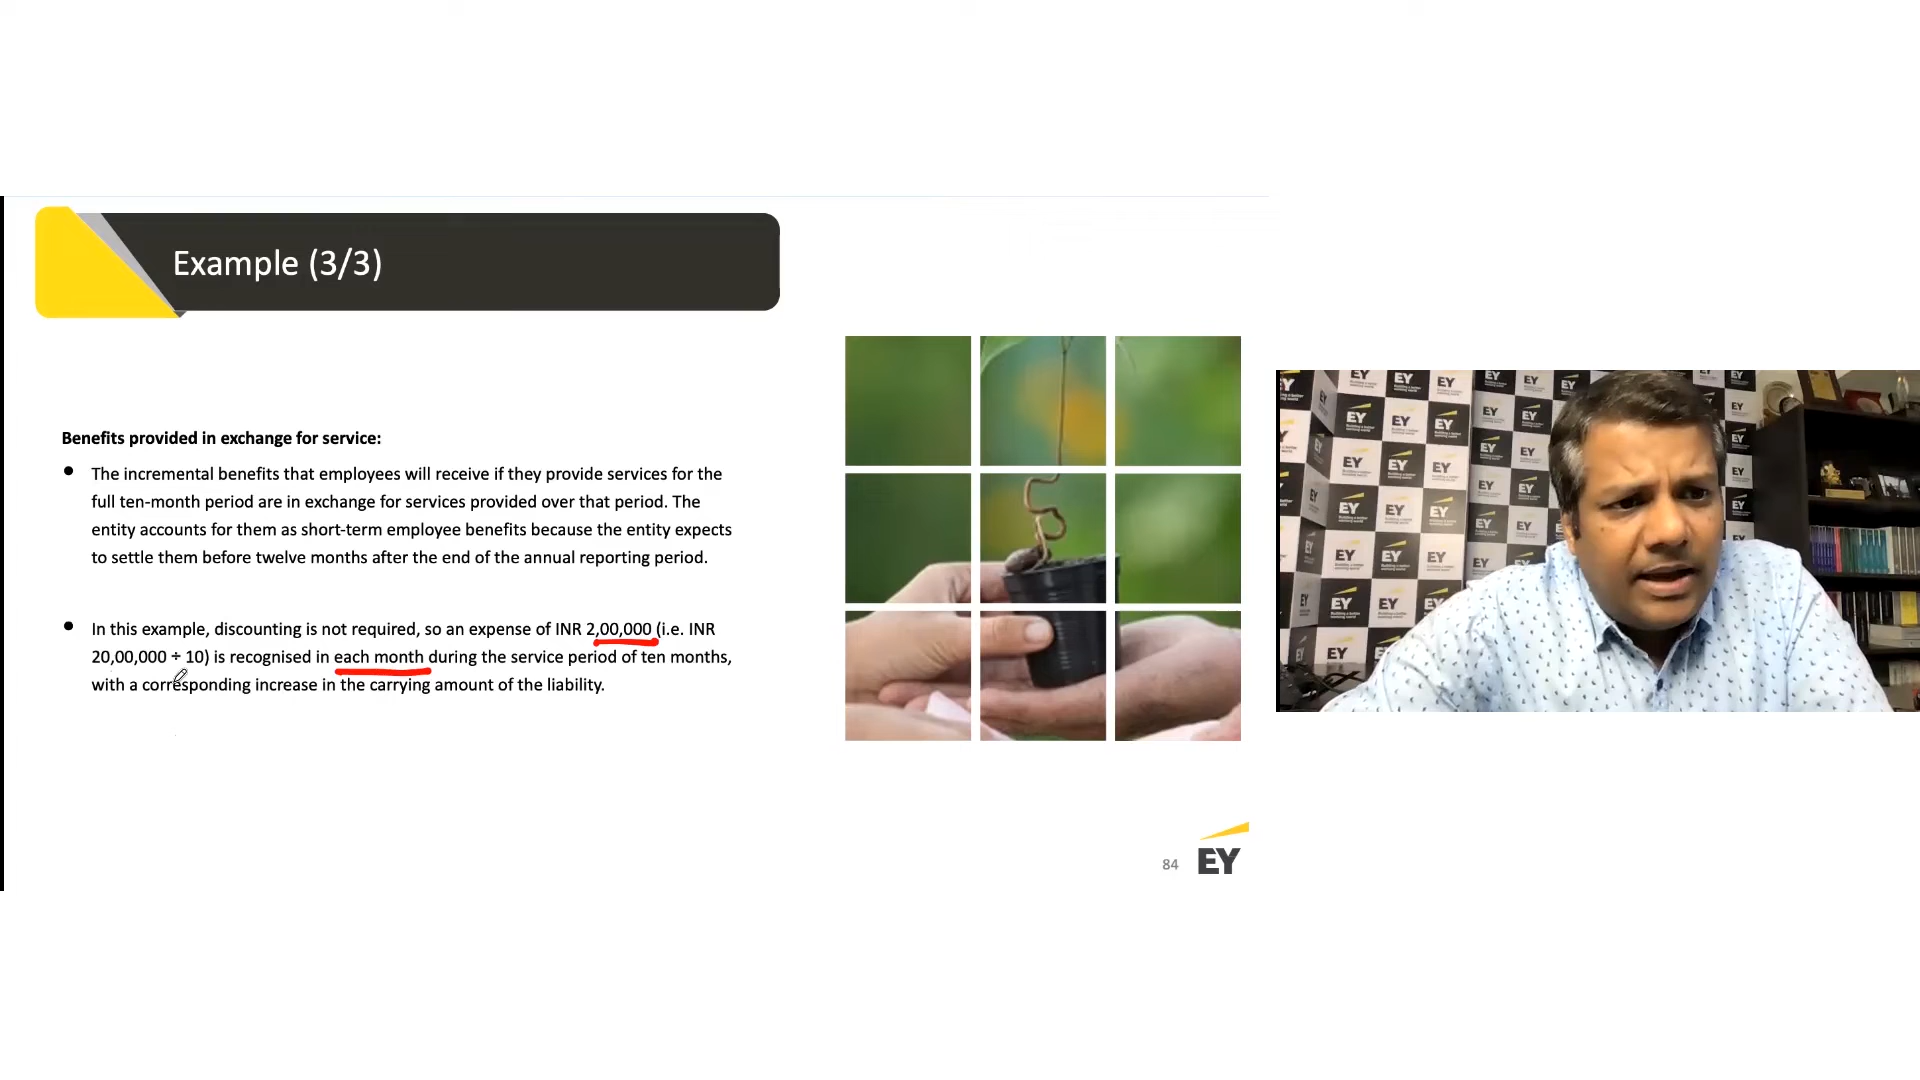 Example (3/3)
Benefits provided in exchange for service:
• The incremental benefits that employees will receive if they provide services for the
full ten-month period are in exchange for services provided over that period. The
entity accounts for them as short-term employee benefits because the entity expects
to settle them before twelve months after the end of the annual reporting period.
• In this example, discounting is not required, so an expense of INR 2,00,000 (i.e. INR
20,00,000 ÷ 10) is recognised in each month during the service period of ten months,
with a corresponding increase in the carrying amount of the liability.
84
EY
EY
Building a better
working world